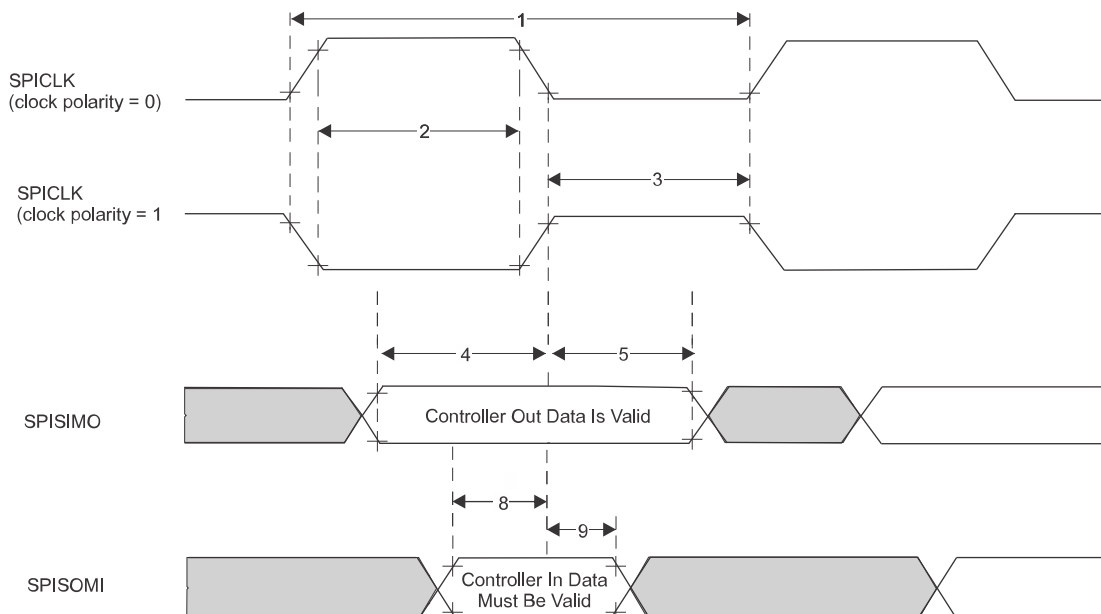 1
SPICLK
(clock polarity = 0)
2
3
SPICLK
(clock polarity = 1
4
5
SPISIMO
Controller Out Data Is Valid
8
9
SPISOMI
Controller In Data
Must Be Valid